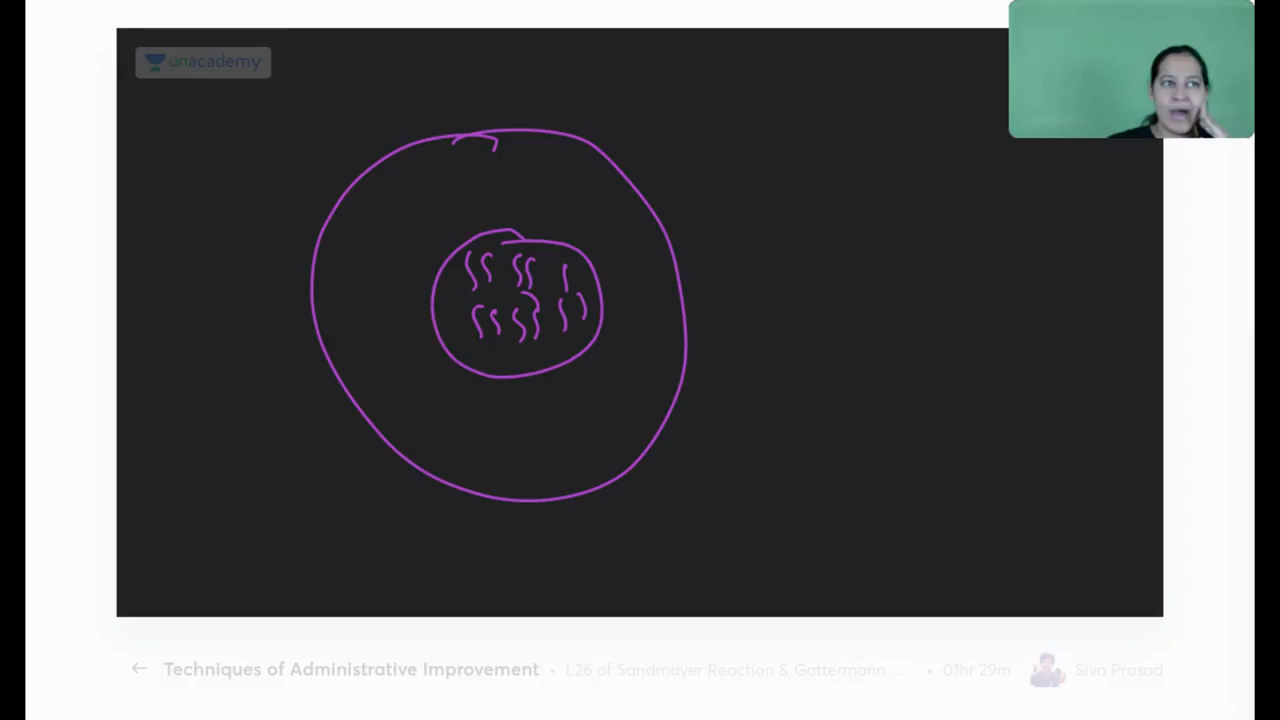 unacademy
← Techniques of Administrative Improvement • L26 of Sandmayer Reaction & Gattermann ... • 01hr 29m Siva Prasad